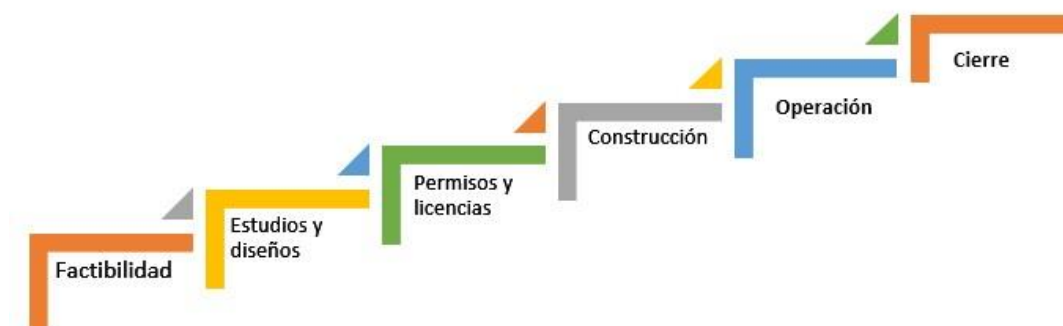 Factibilidad
Estudios y
diseños
Permisos y
licencias
Construcción
Operación
Cierre